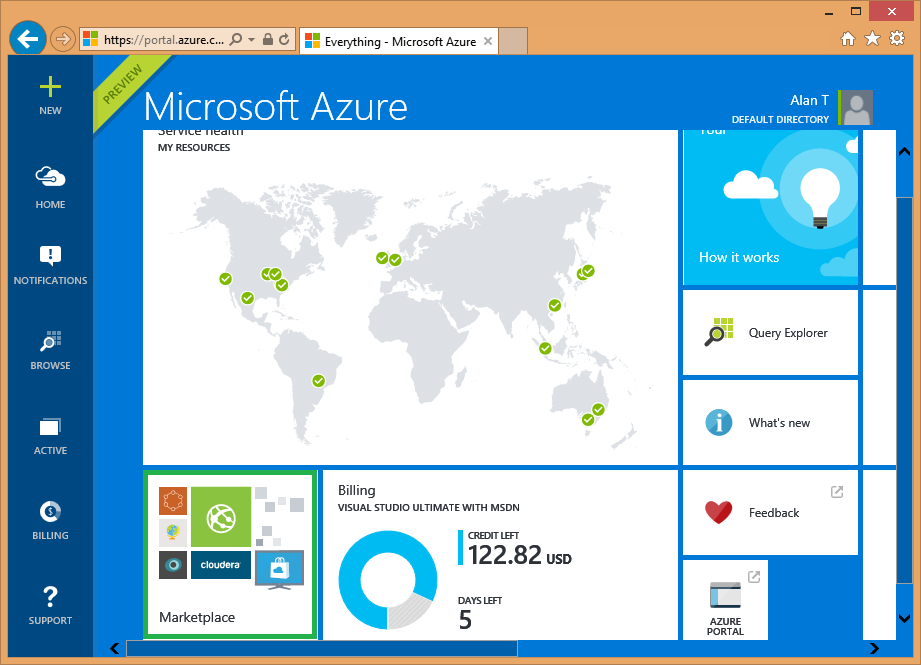 https://portal.azure.c...
Everything - Microsoft Azure
PREVIEW
Microsoft Azure
Alan T
DEFAULT DIRECTORY
NEW
HOME
NOTIFICATIONS
BROWSE
ACTIVE
BILLING
SUPPORT
Service health
MY RESOURCES
Tour
How it works
Query Explorer
What's new
Feedback
AZURE
PORTAL
cloudera
Marketplace
Billing
VISUAL STUDIO ULTIMATE WITH MSDN
CREDIT LEFT
122.82 USD
DAYS LEFT
5